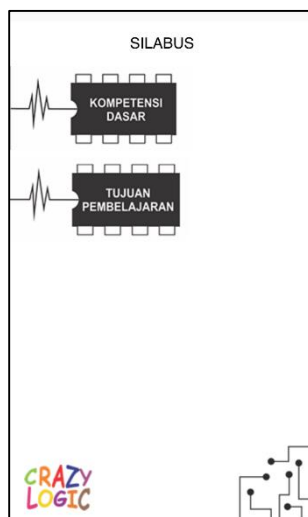 SILABUS
KOMPETENSI
DASAR
TUJUAN
PEMBELAJARAN
CRAZY
LOGIC